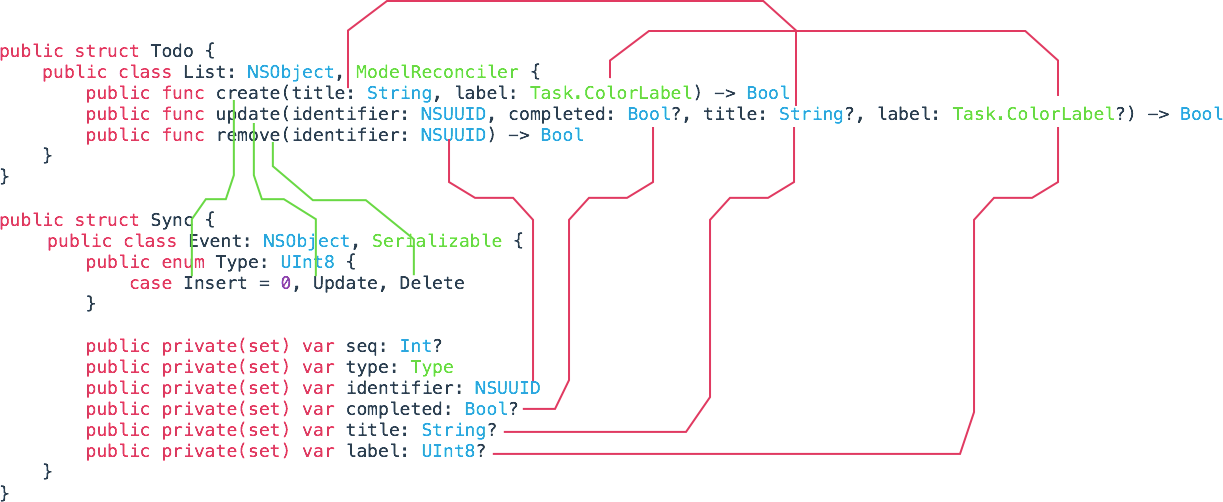 public struct Todo {
public class List: NSObject, ModelReconciler {
public func create(title: String, label: Task.ColorLabel) -> Bool
public func update(identifier: NSUUID, completed: Bool?, title: String?, label: Task.ColorLabel?) -> Bool
public func remove(identifier: NSUUID) -> Bool
}
}
public struct Sync {
public class Event: NSObject, Serializable {
public enum Type: UInt8 {
case Insert = 0, Update, Delete
}
public private(set) var seq: Int?
public private(set) var type: Type
public private(set) var identifier: NSUUID
public private(set) var completed: Bool?
public private(set) var title: String?
public private(set) var label: UInt8?
}
}